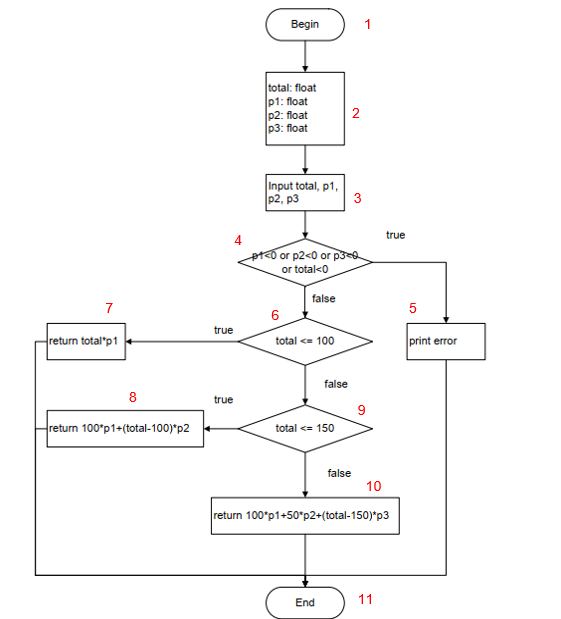 Begin
1
total: float
p1: float
p2: float
p3: float
2
Input total, p1,
p2, p3
3
4
true
p1<0 or p2<0 or p3<0
or total<0
false
7
6
5
true
return total*p1
total <= 100
print error
false
8
true
9
return 100*p1+(total-100)*p2
total <= 150
false
10
return 100*p1+50*p2+(total-150)*p3
End
11